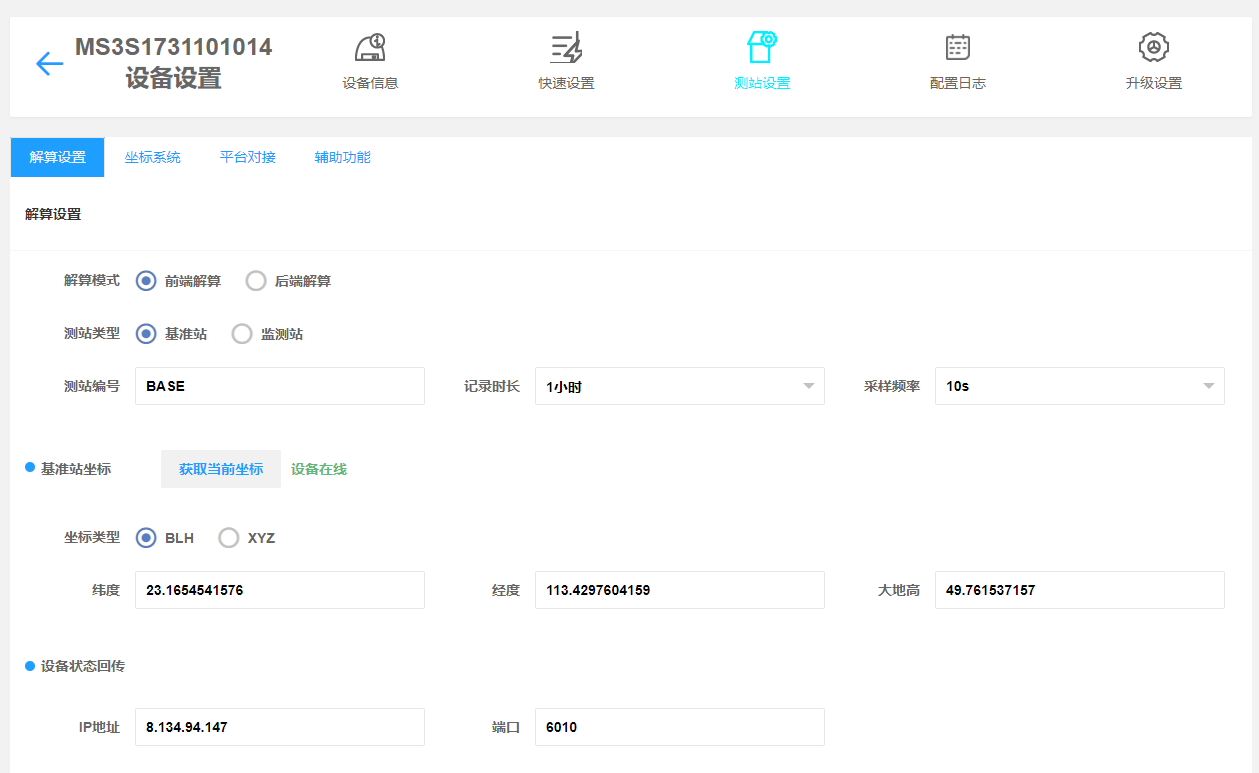 MS3S1731101014
设备设置
设备信息
快速设置
测站设置
配置日志
升级设置
解算设置
坐标系统
平台对接
辅助功能
解算设置
解算模式 前端解算 后端解算
测站类型 基准站 监测站
测站编号 BASE 记录时长 1小时 采样频率 10s
基准站坐标 获取当前坐标 设备在线
坐标类型 BLH XYZ
纬度 23.1654541576 经度 113.4297604159 大地高 49.761537157
设备状态回传
IP地址 8.134.94.147 端口 6010